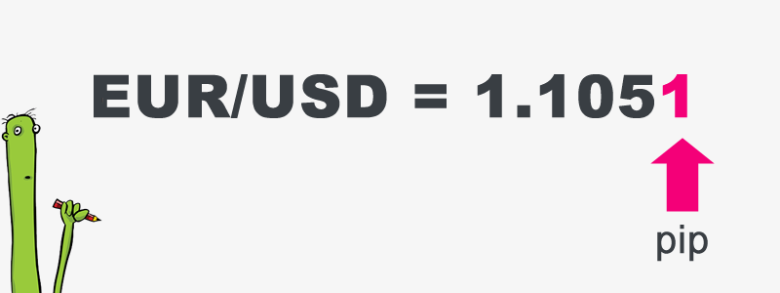 EUR/USD = 1.1051
pip